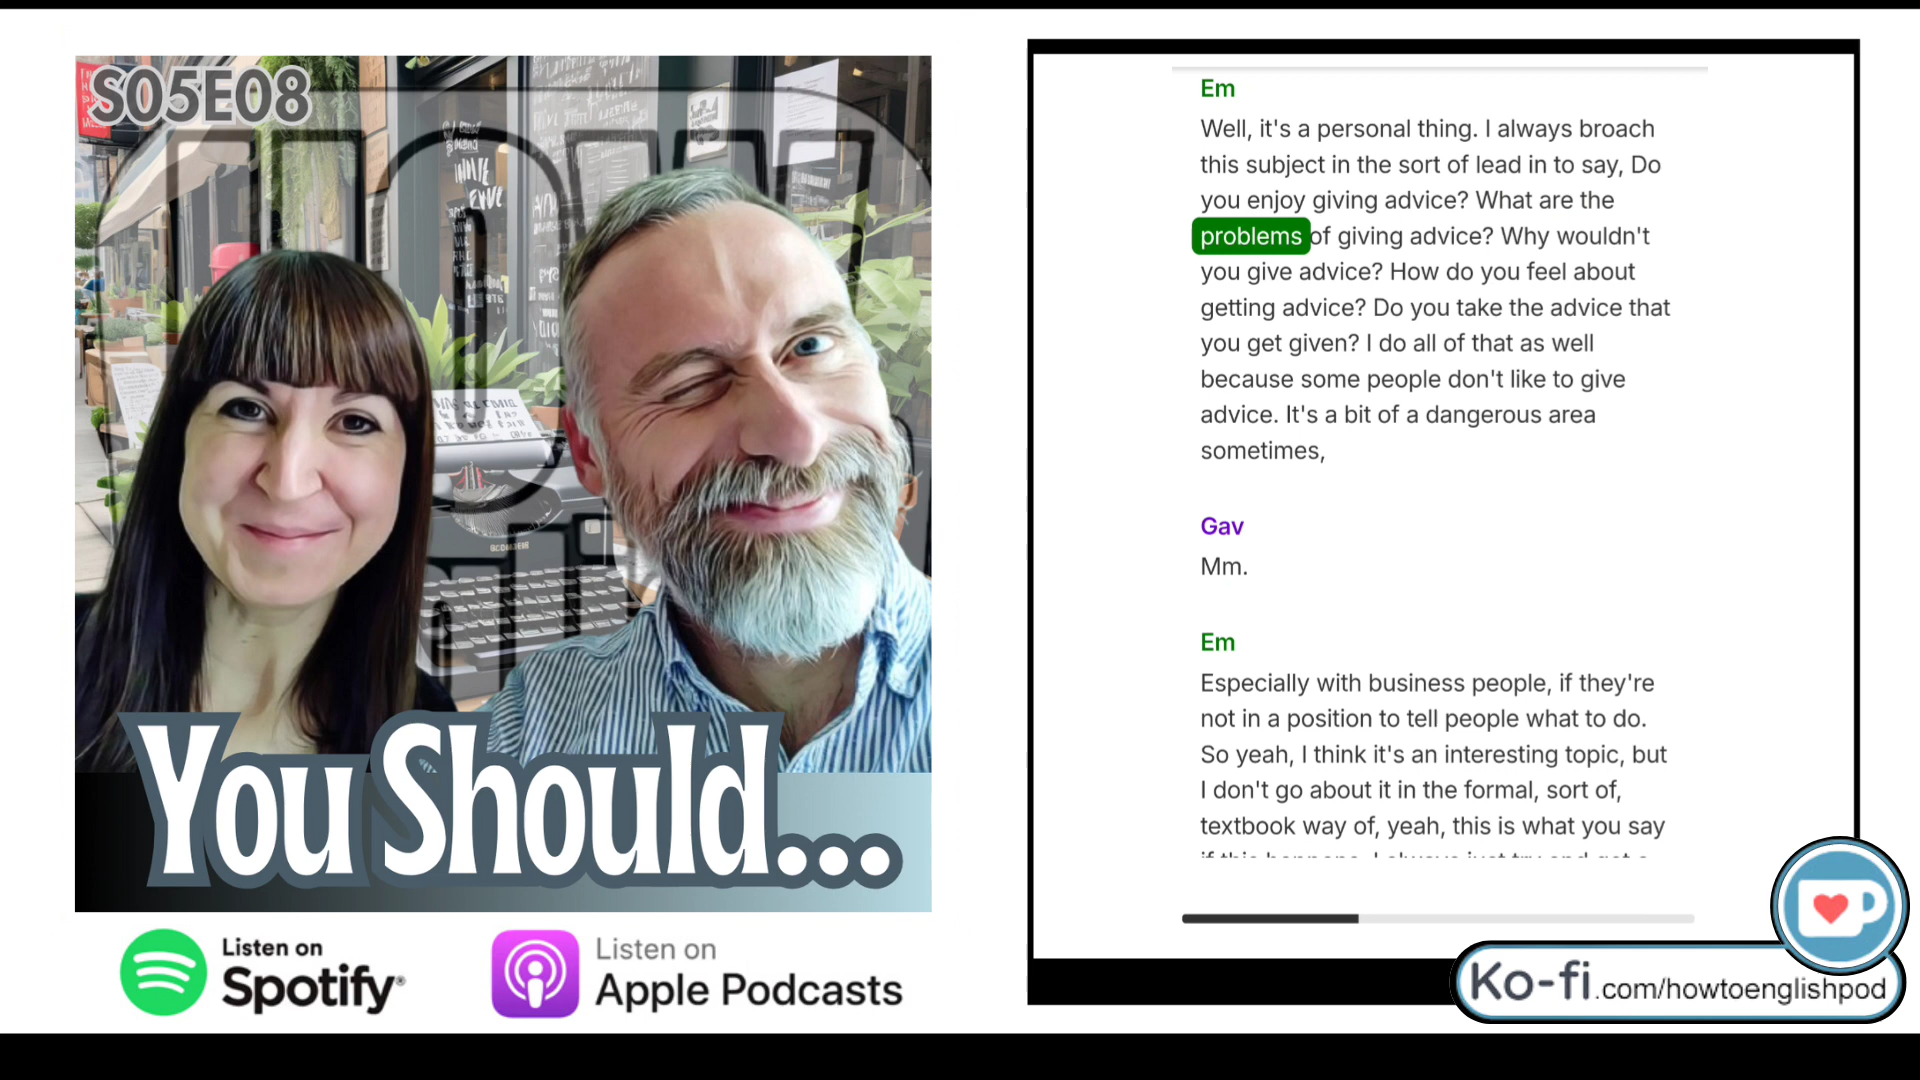 S05E08
You Should...
Listen on
Spotify
Listen on
Apple Podcasts
Em
Well, it's a personal thing. I always broach
this subject in the sort of lead in to say, Do
you enjoy giving advice? What are the
problems of giving advice? Why wouldn't
you give advice? How do you feel about
getting advice? Do you take the advice that
you get given? I do all of that as well
because some people don't like to give
advice. It's a bit of a dangerous area
sometimes,
Gav
Mm.
Em
Especially with business people, if they're
not in a position to tell people what to do.
So yeah, I think it's an interesting topic, but
I don't go about it in the formal, sort of,
textbook way of, yeah, this is what you say
Ko-fi.com/howtoenglishpod